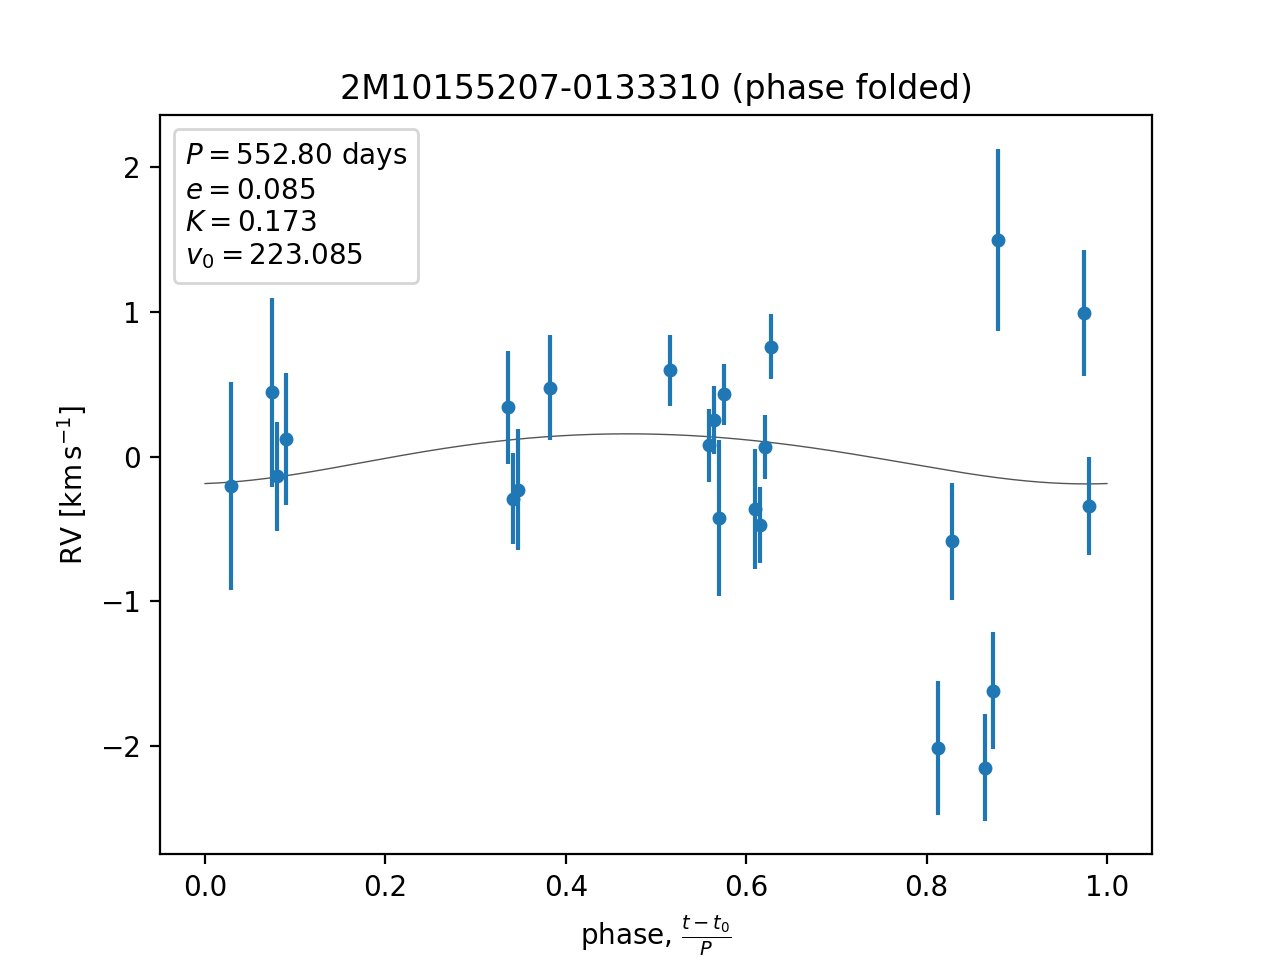 2M10155207-0133310 (phase folded)
P = 552.80 days
e = 0.085
K = 0.173
v₀ = 223.085
2
1
0
−1
−2
RV [km s⁻¹]
0.0 0.2 0.4 0.6 0.8 1.0
phase, (t − t₀)/P